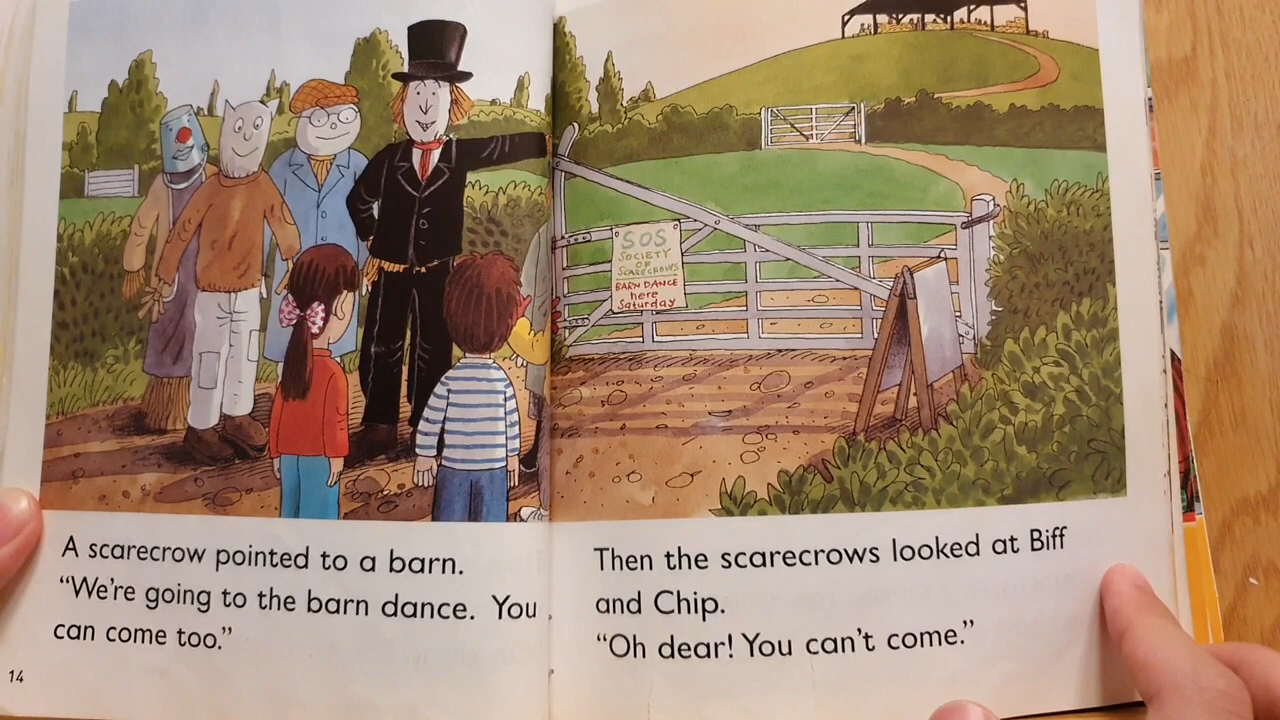 SOS
SOCIETY
OF
SCARECROWS
BARN DANCE
here
Saturday
A scarecrow pointed to a barn.
“We’re going to the barn dance. You
can come too.”
14
Then the scarecrows looked at Biff
and Chip.
“Oh dear! You can’t come.”